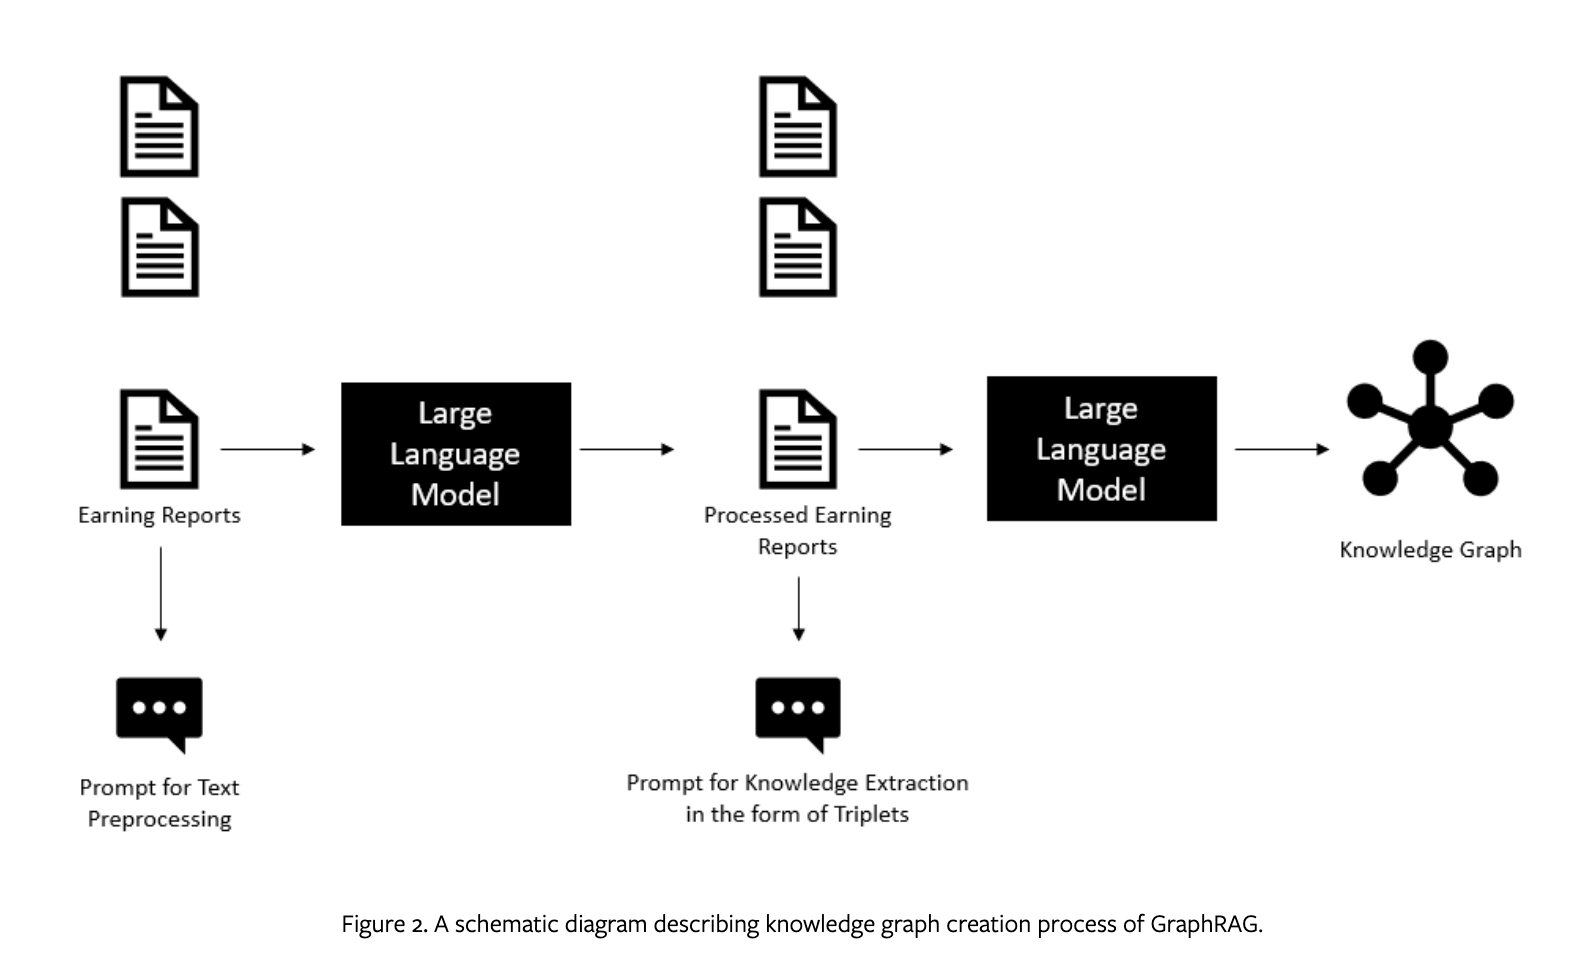 Earning Reports
Large
Language
Model
Processed Earning
Reports
Large
Language
Model
Knowledge Graph
Prompt for Text
Preprocessing
Prompt for Knowledge Extraction
in the form of Triplets
Figure 2. A schematic diagram describing knowledge graph creation process of GraphRAG.